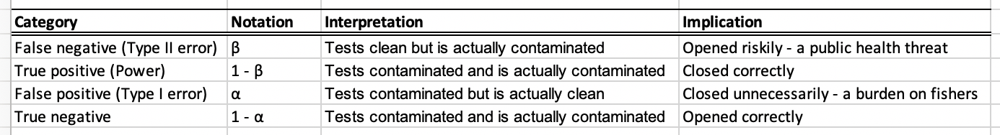 Category Notation Interpretation Implication
False negative (Type II error) β Tests clean but is actually contaminated Opened riskily - a public health threat
True positive (Power) 1 - β Tests contaminated and is actually contaminated Closed correctly
False positive (Type I error) α Tests contaminated but is actually clean Closed unnecessarily - a burden on fishers
True negative 1 - α Tests contaminated and is actually contaminated Opened correctly